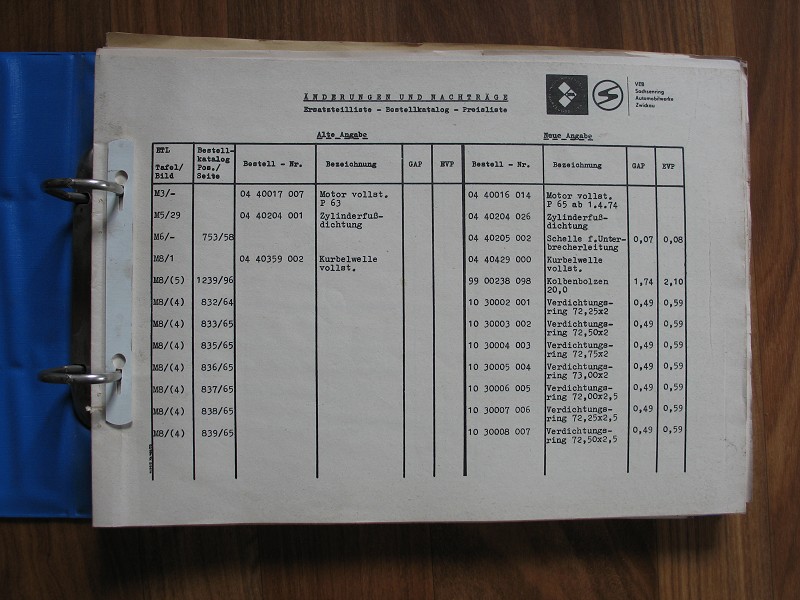 ÄNDERUNGEN UND NACHTRÄGE
Ersatzteilliste - Bestellkatalog - Preisliste
VEB
Sachsenring
Automobilwerke
Zwickau
Alte Angabe Neue Angabe
ETL Tafel/ Bild Bestell- katalog Pos./ Seite Bestell - Nr. Bezeichnung GAP EVP Bestell - Nr. Bezeichnung GAP EVP
M3/- 04 40017 007 Motor vollst. 04 40016 014 Motor vollst.
P 63 P 65 ab 1.4.74
M5/29 04 40204 001 Zylinderfuß- 04 40204 026 Zylinderfuß-
dichtung dichtung
M6/- 753/58 04 40205 002 Schelle f.Unter- 0,07 0,08
brecherleitung
M8/1 04 40359 002 Kurbelwelle 04 40429 000 Kurbelwelle
vollst. vollst.
M8/(5) 1239/96 99 00238 098 Kolbenbolzen 1,74 2,10
20,0
M8/(4) 832/64 10 30002 001 Verdichtungs- 0,49 0,59
ring 72,25x2
M8/(4) 833/65 10 30003 002 Verdichtungs- 0,49 0,59
ring 72,50x2
M8/(4) 835/65 10 30004 003 Verdichtungs- 0,49 0,59
ring 72,75x2
M8/(4) 836/65 10 30005 004 Verdichtungs- 0,49 0,59
ring 73,00x2
M8/(4) 837/65 10 30006 005 Verdichtungs- 0,49 0,59
ring 72,00x2,5
M8/(4) 838/65 10 30007 006 Verdichtungs- 0,49 0,59
ring 72,25x2,5
M8/(4) 839/65 10 30008 007 Verdichtungs- 0,49 0,59
ring 72,50x2,5